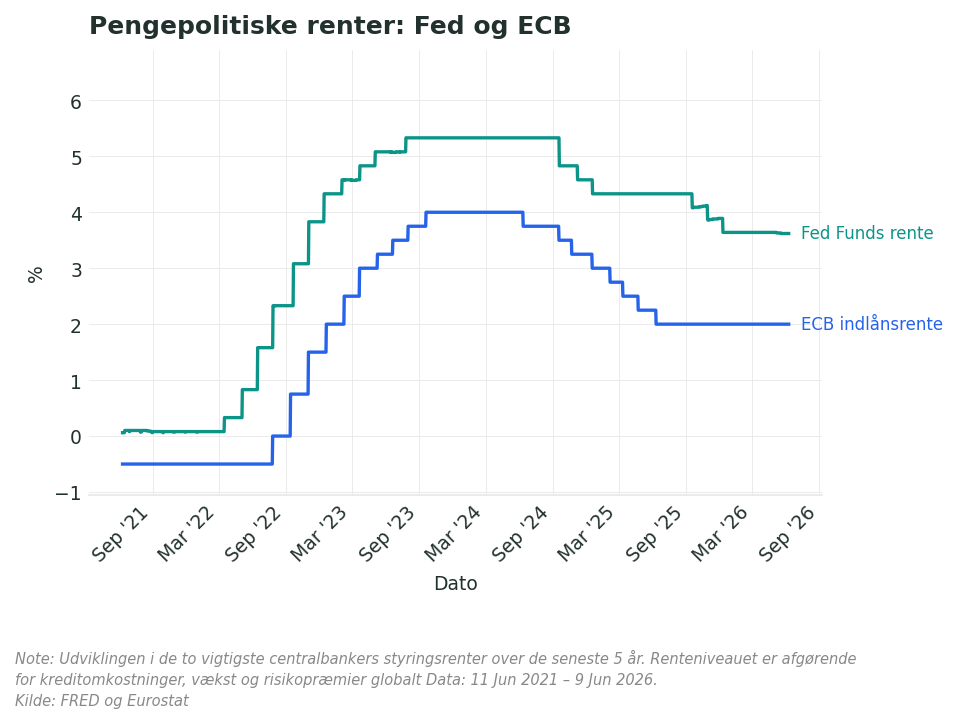 Pengepolitiske renter: Fed og ECB
6
5
4
3
2
1
0
−1
%
Fed Funds rente
ECB indlånsrente
Sep '21
Mar '22
Sep '22
Mar '23
Sep '23
Mar '24
Sep '24
Mar '25
Sep '25
Mar '26
Sep '26
Dato
Note: Udviklingen i de to vigtigste centralbankers styringsrenter over de seneste 5 år. Renteniveauet er afgørende
for kreditomkostninger, vækst og risikopræmier globalt Data: 11 Jun 2021 – 9 Jun 2026.
Kilde: FRED og Eurostat